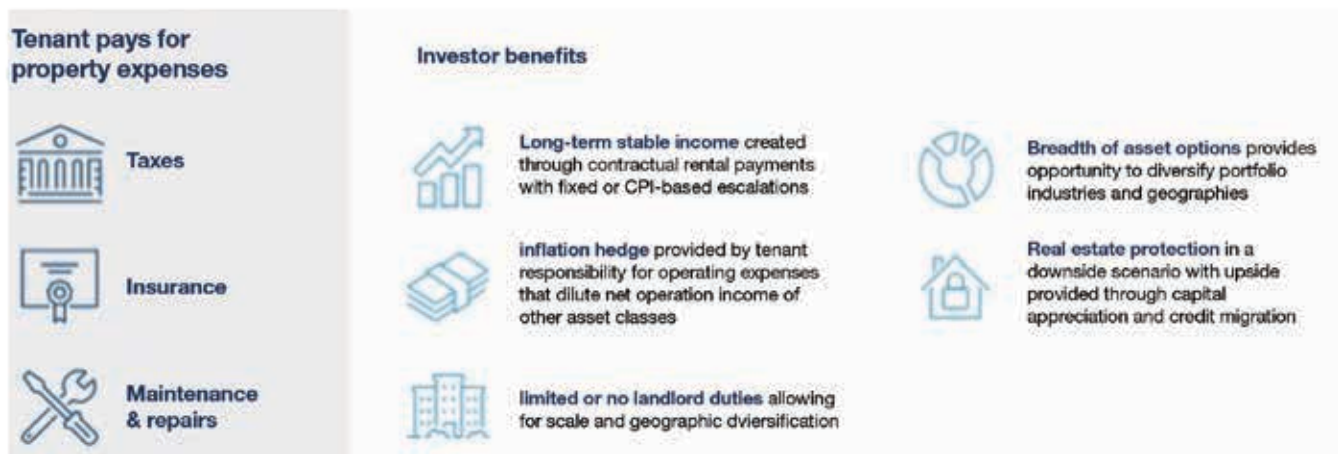 Tenant pays for
property expenses
Taxes
Insurance
Maintenance
& repairs
Investor benefits
Long-term stable income created
through contractual rental payments
with fixed or CPI-based escalations
inflation hedge provided by tenant
responsibility for operating expenses
that dilute net operation income of
other asset classes
limited or no landlord duties allowing
for scale and geographic dviersification
Breadth of asset options provides
opportunity to diversify portfolio
industries and geographies
Real estate protection in a
downside scenario with upside
provided through capital
appreciation and credit migration